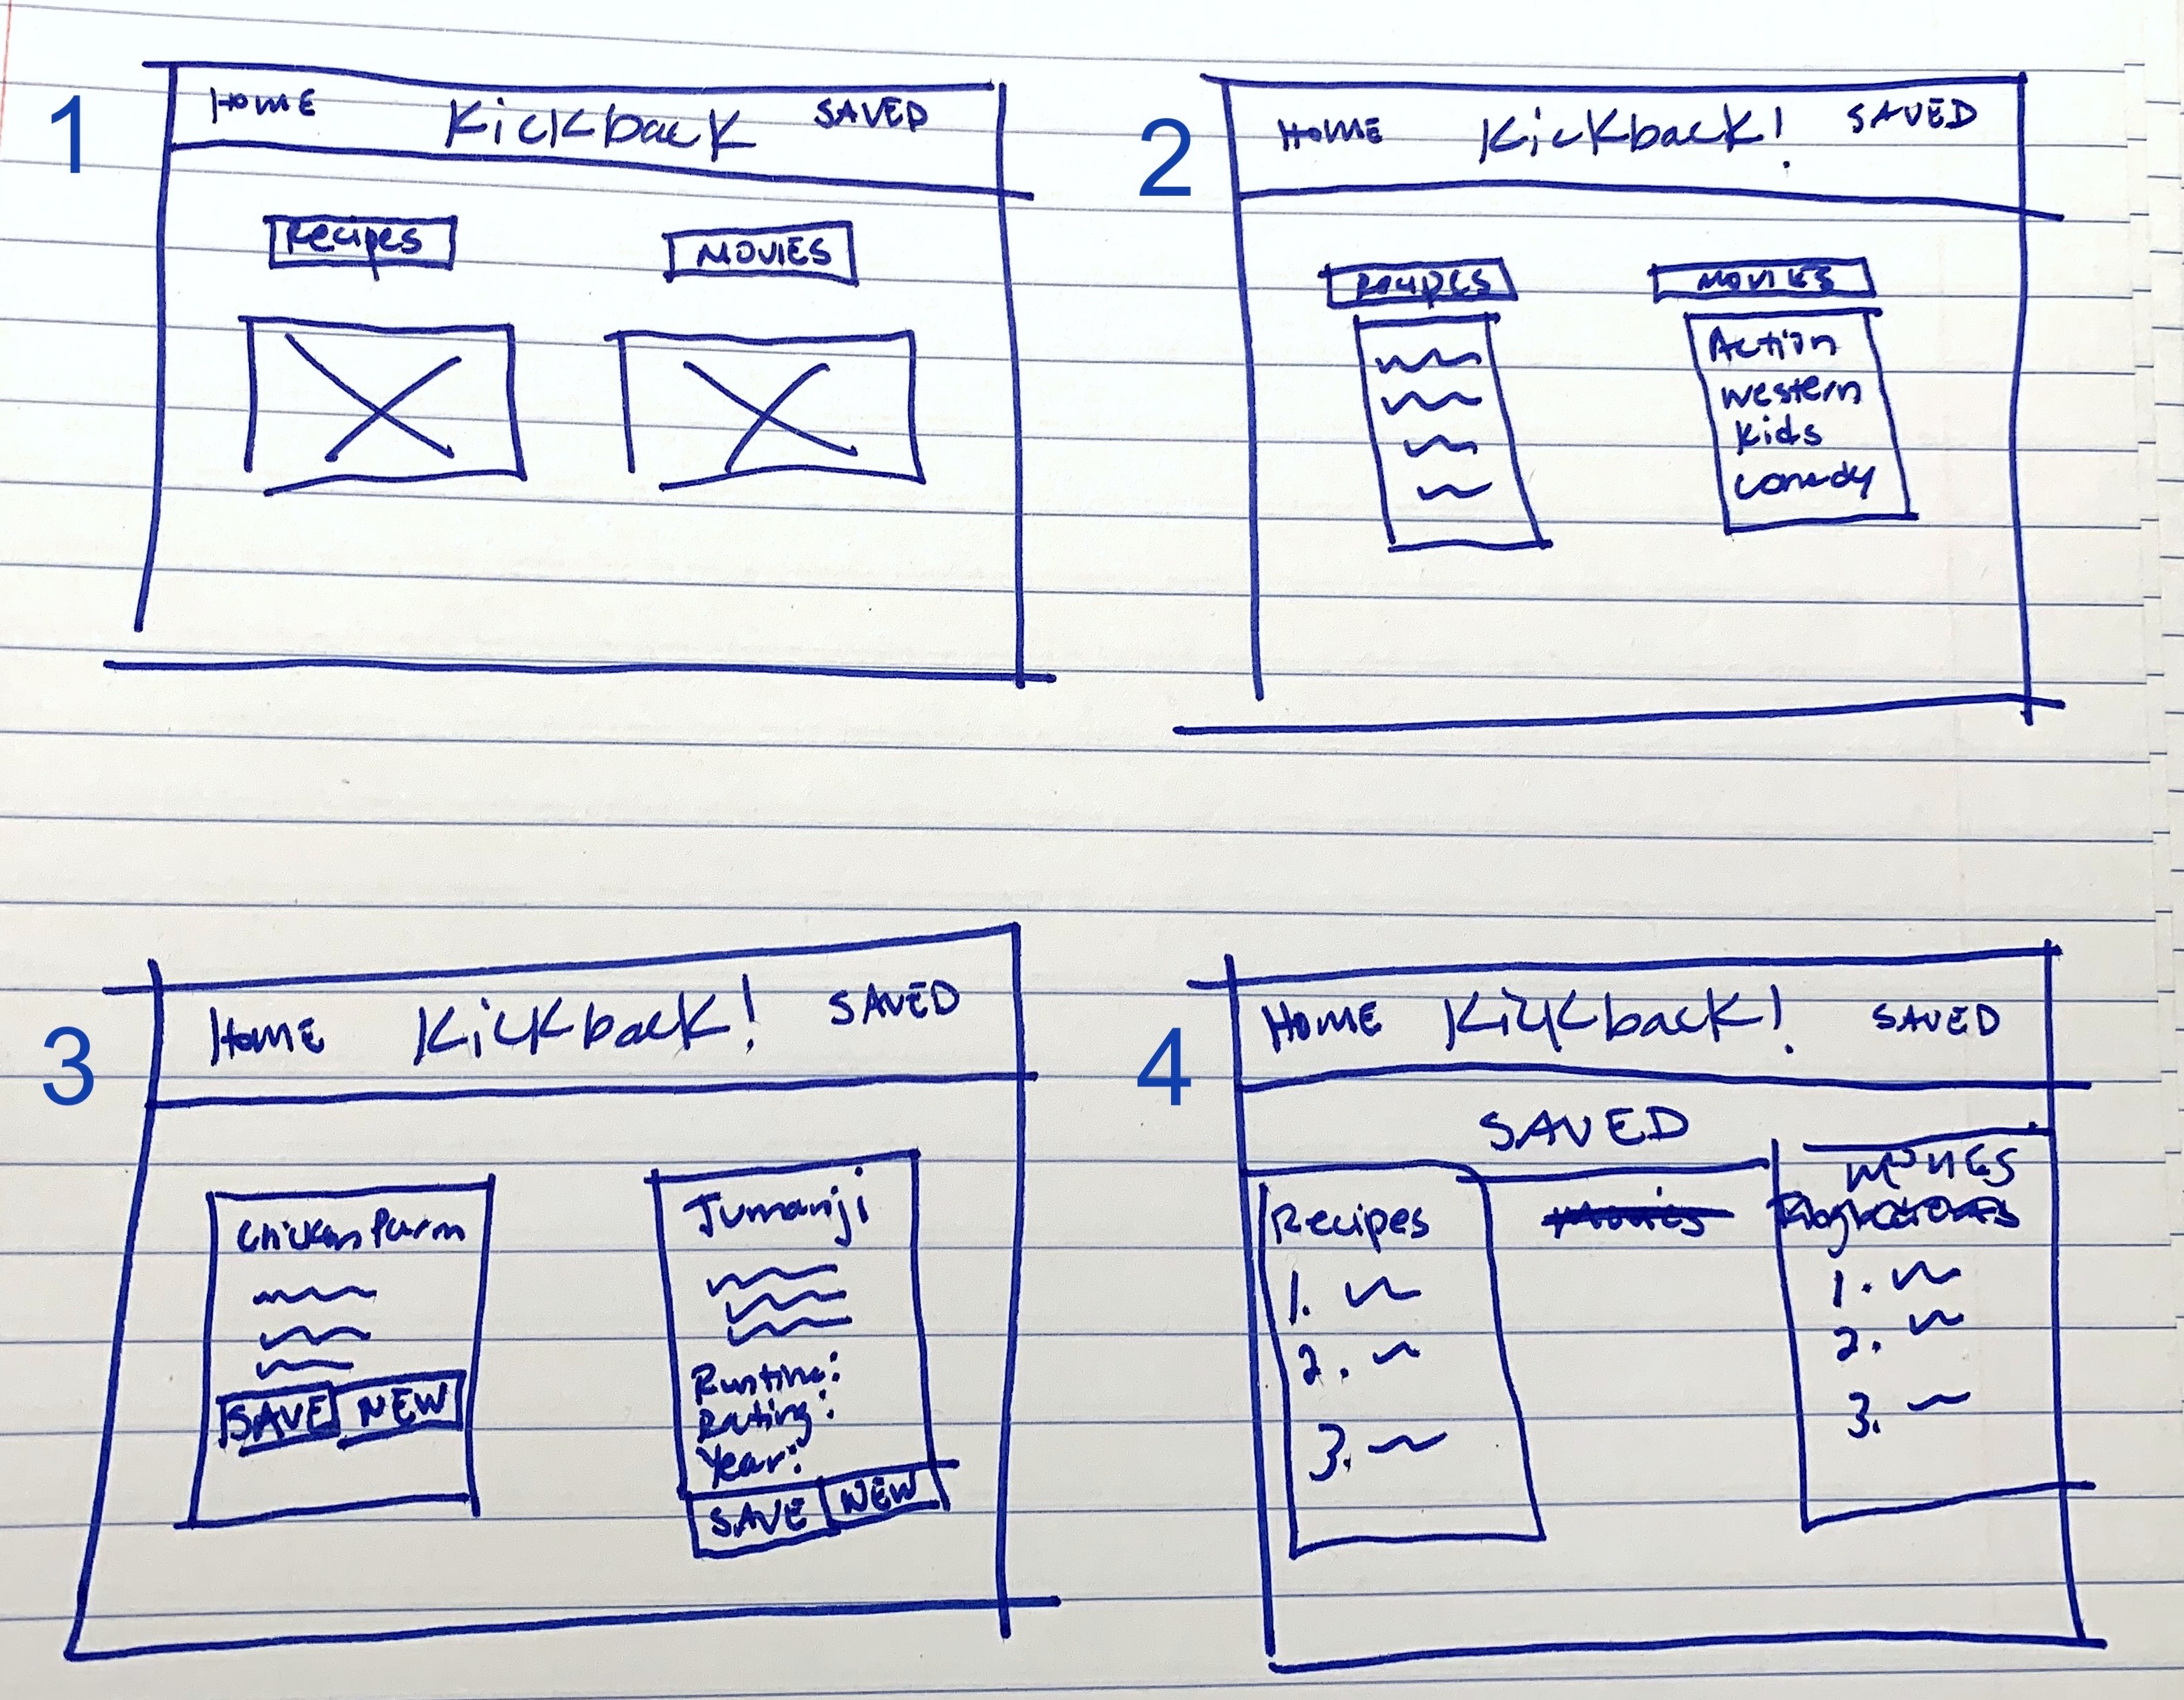 1
HOME Kickback SAVED
Recipes MOVIES
2
HOME Kickback! SAVED
Recipes MOVIES
Action
Western
Kids
Comedy
3
Home Kickback! SAVED
Chicken Parm
SAVE NEW
Jumanji
Runtime:
Rating:
Year:
SAVE NEW
4
HOME Kickback! SAVED
SAVED
Recipes
1.
2.
3.
Movies
MOVIES
1.
2.
3.